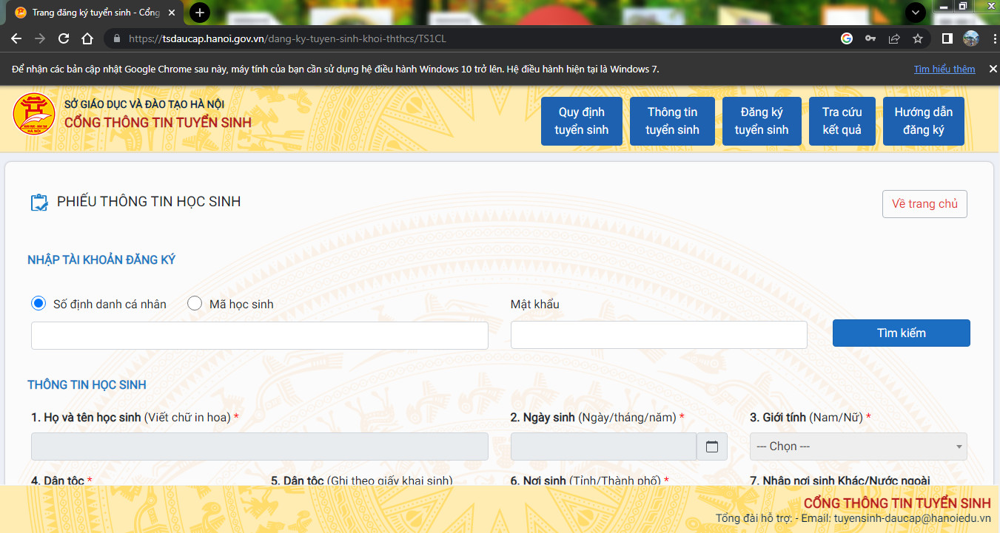 Trang đăng ký tuyển sinh - Cổng
https://tsdaucap.hanoi.gov.vn/dang-ky-tuyen-sinh-khoi-ththcs/TS1CL
Để nhận các bản cập nhật Google Chrome sau này, máy tính của bạn cần sử dụng hệ điều hành Windows 10 trở lên. Hệ điều hành hiện tại là Windows 7.
Tìm hiểu thêm
SỞ GIÁO DỤC VÀ ĐÀO TẠO HÀ NỘI
CỔNG THÔNG TIN TUYỂN SINH
Quy định
tuyển sinh
Thông tin
tuyển sinh
Đăng ký
tuyển sinh
Tra cứu
kết quả
Hướng dẫn
đăng ký
PHIẾU THÔNG TIN HỌC SINH
Về trang chủ
NHẬP TÀI KHOẢN ĐĂNG KÝ
Số định danh cá nhân
Mã học sinh
Mật khẩu
Tìm kiếm
THÔNG TIN HỌC SINH
1. Họ và tên học sinh (Viết chữ in hoa) *
2. Ngày sinh (Ngày/tháng/năm) *
3. Giới tính (Nam/Nữ) *
--- Chọn ---
4. Dân tộc *
5. Dân tộc (Ghi theo giấy khai sinh)
6. Nơi sinh (Tỉnh/Thành phố) *
7. Nhập nơi sinh Khác/Nước ngoài
CỔNG THÔNG TIN TUYỂN SINH
Tổng đài hỗ trợ: - Email: tuyensinh-daucap@hanoiedu.vn